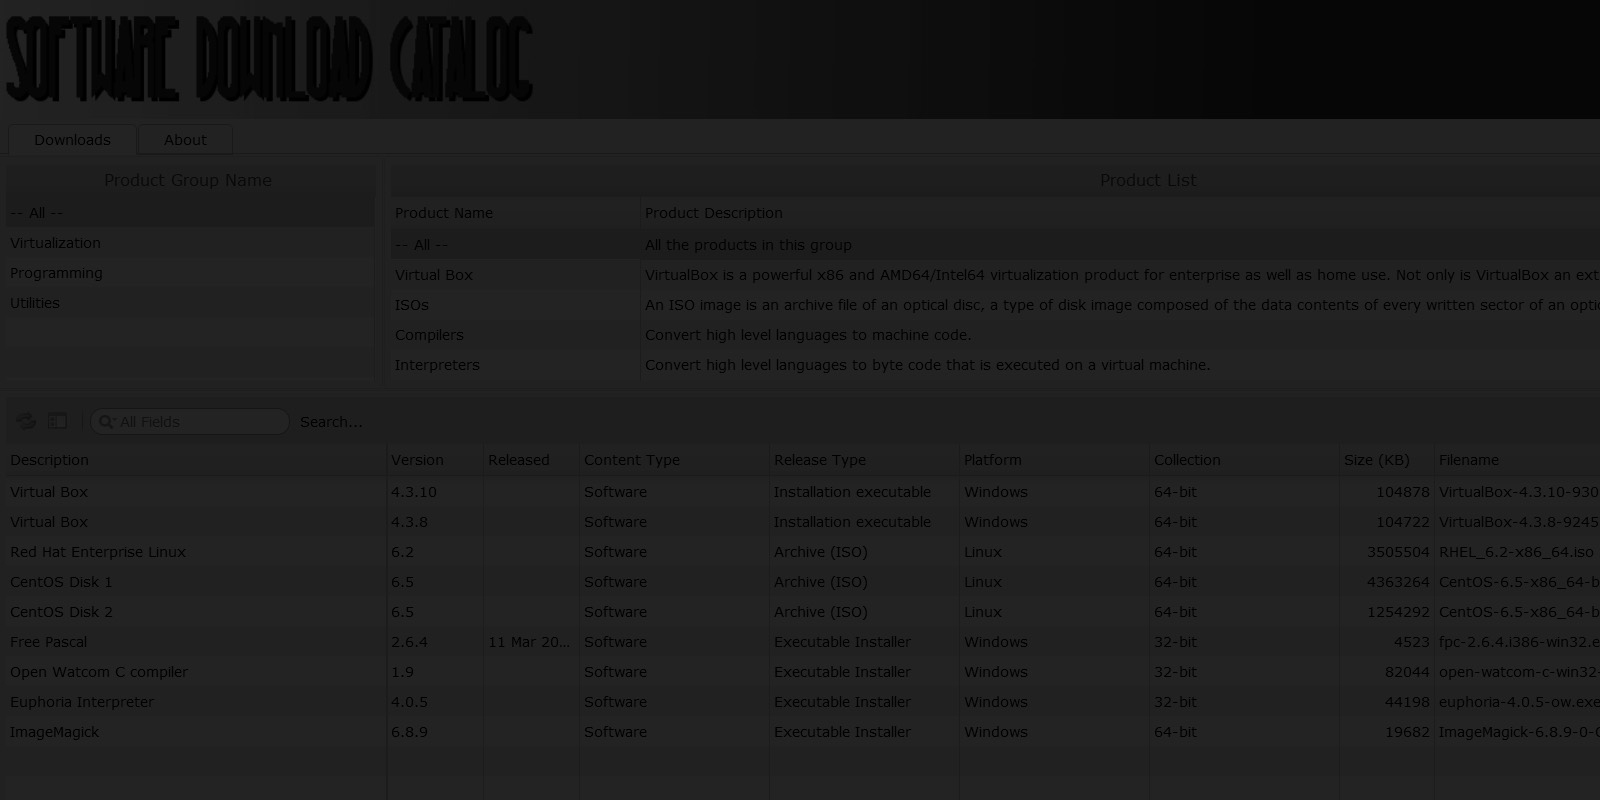 SOFTWARE DOWNLOAD CATALOG
Downloads About
Product Group Name Product List
-- All -- Product Name Product Description
Virtualization -- All -- All the products in this group
Programming Virtual Box VirtualBox is a powerful x86 and AMD64/Intel64 virtualization product for enterprise as well as home use. Not only is VirtualBox an ext
Utilities ISOs An ISO image is an archive file of an optical disc, a type of disk image composed of the data contents of every written sector of an optic
Compilers Convert high level languages to machine code.
Interpreters Convert high level languages to byte code that is executed on a virtual machine.
All Fields Search...
Description Version Released Content Type Release Type Platform Collection Size (KB) Filename
Virtual Box 4.3.10 Software Installation executable Windows 64-bit 104878 VirtualBox-4.3.10-930
Virtual Box 4.3.8 Software Installation executable Windows 64-bit 104722 VirtualBox-4.3.8-9245
Red Hat Enterprise Linux 6.2 Software Archive (ISO) Linux 64-bit 3505504 RHEL_6.2-x86_64.iso
CentOS Disk 1 6.5 Software Archive (ISO) Linux 64-bit 4363264 CentOS-6.5-x86_64-b
CentOS Disk 2 6.5 Software Archive (ISO) Linux 64-bit 1254292 CentOS-6.5-x86_64-b
Free Pascal 2.6.4 11 Mar 20... Software Executable Installer Windows 32-bit 4523 fpc-2.6.4.i386-win32.e
Open Watcom C compiler 1.9 Software Executable Installer Windows 32-bit 82044 open-watcom-c-win32-
Euphoria Interpreter 4.0.5 Software Executable Installer Windows 32-bit 44198 euphoria-4.0.5-ow.exe
ImageMagick 6.8.9 Software Executable Installer Windows 64-bit 19682 ImageMagick-6.8.9-0-Q